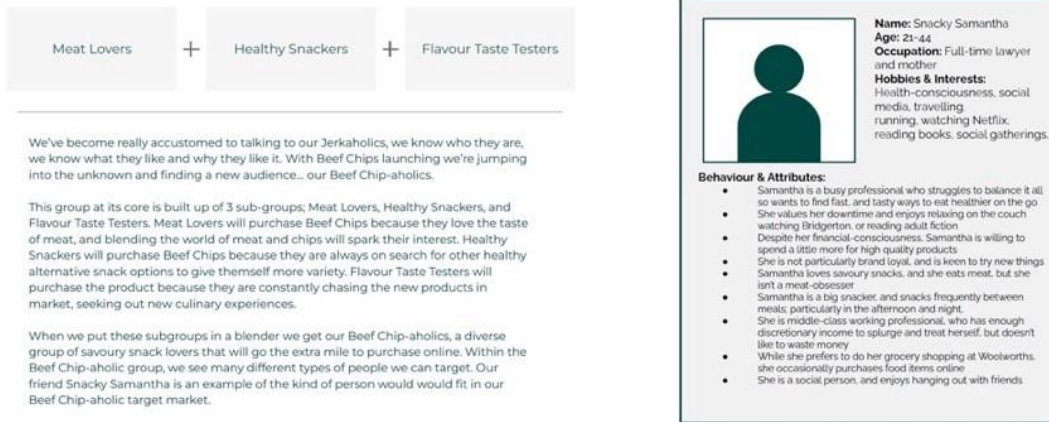 Meat Lovers + Healthy Snackers + Flavour Taste Testers
We've become really accustomed to talking to our Jerkaholics, we know who they are,
we know what they like and why they like it. With Beef Chips launching we're jumping
into the unknown and finding a new audience... our Beef Chip-aholics.
This group at its core is built up of 3 sub-groups; Meat Lovers, Healthy Snackers, and
Flavour Taste Testers. Meat Lovers will purchase Beef Chips because they love the taste
of meat, and blending the world of meat and chips will spark their interest. Healthy
Snackers will purchase Beef Chips because they are always on search for other healthy
alternative snack options to give themself more variety. Flavour Taste Testers will
purchase the product because they are constantly chasing the new products in
market, seeking out new culinary experiences.
When we put these subgroups in a blender we get our Beef Chip-aholics, a diverse
group of savoury snack lovers that will go the extra mile to purchase online. Within the
Beef Chip-aholic group, we see many different types of people we can target. Our
friend Snacky Samantha is an example of the kind of person would would fit in our
Beef Chip-aholic target market.
Name: Snacky Samantha
Age: 21-44
Occupation: Full-time lawyer
and mother
Hobbies & Interests:
Health-consciousness, social
media, travelling,
running, watching Netflix,
reading books, social gatherings.
Behaviour & Attributes:
● Samantha is a busy professional who struggles to balance it all
so wants to find fast, and tasty ways to eat healthier on the go
● She values her downtime and enjoys relaxing on the couch
watching Bridgerton, or reading adult fiction
● Despite her financial-consciousness, Samantha is willing to
spend a little more for high quality products
● She is not particularly brand loyal, and is keen to try new things
● Samantha loves savoury snacks, and she eats meat, but she
isn't a meat-obsesser
● Samantha is a big snacker, and snacks frequently between
meals; particularly in the afternoon and night.
● She is middle-class working professional, who has enough
discretionary income to splurge and treat herself, but doesn't
like to waste money
● While she prefers to do her grocery shopping at Woolworths,
she occasionally purchases food items online
● She is a social person, and enjoys hanging out with friends